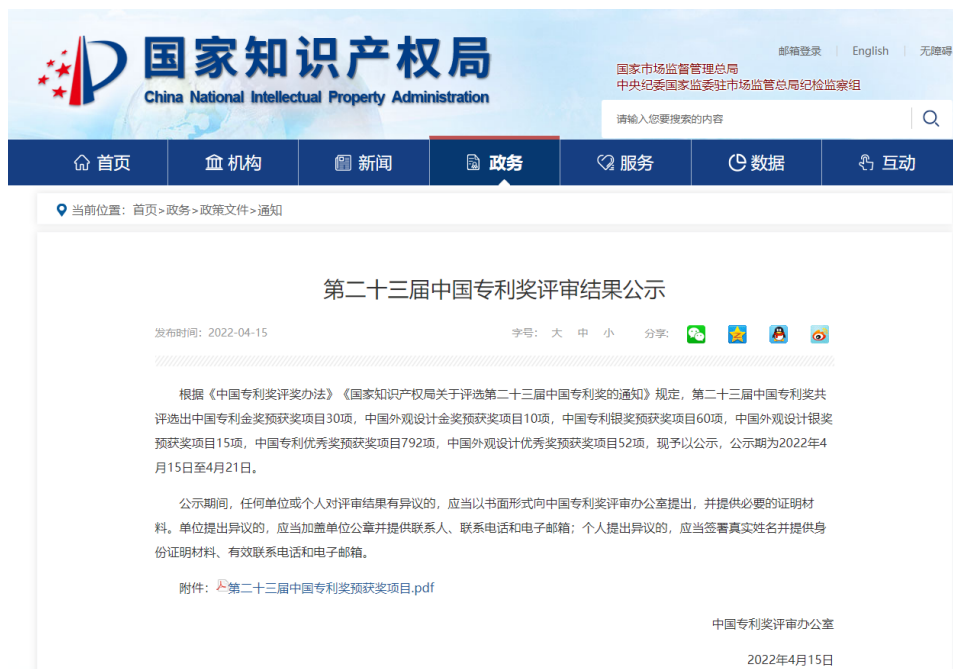 国家知识产权局
China National Intellectual Property Administration
邮箱登录 English 无障碍
国家市场监督管理总局
中央纪委国家监委驻市场监管总局纪检监察组
请输入您要搜索的内容
首页 机构 新闻 政务 服务 数据 互动
当前位置：首页>政务>政策文件>通知
第二十三届中国专利奖评审结果公示
发布时间：2022-04-15 字号： 大 中 小 分享:
根据《中国专利奖评奖办法》《国家知识产权局关于评选第二十三届中国专利奖的通知》规定，第二十三届中国专利奖共
评选出中国专利金奖预获奖项目30项，中国外观设计金奖预获奖项目10项，中国专利银奖预获奖项目60项，中国外观设计银奖
预获奖项目15项，中国专利优秀奖预获奖项目792项，中国外观设计优秀奖预获奖项目52项，现予以公示，公示期为2022年4
月15日至4月21日。
公示期间，任何单位或个人对评审结果有异议的，应当以书面形式向中国专利奖评审办公室提出，并提供必要的证明材
料。单位提出异议的，应当加盖单位公章并提供联系人、联系电话和电子邮箱；个人提出异议的，应当签署真实姓名并提供身
份证明材料、有效联系电话和电子邮箱。
附件：第二十三届中国专利奖预获奖项目.pdf
中国专利奖评审办公室
2022年4月15日